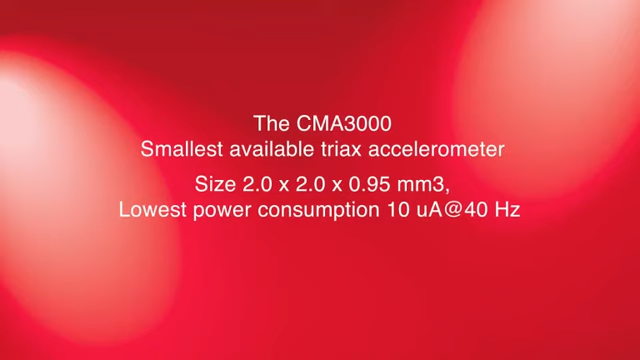 The CMA3000
Smallest available triax accelerometer
Size 2.0 x 2.0 x 0.95 mm3,
Lowest power consumption 10 uA@40 Hz